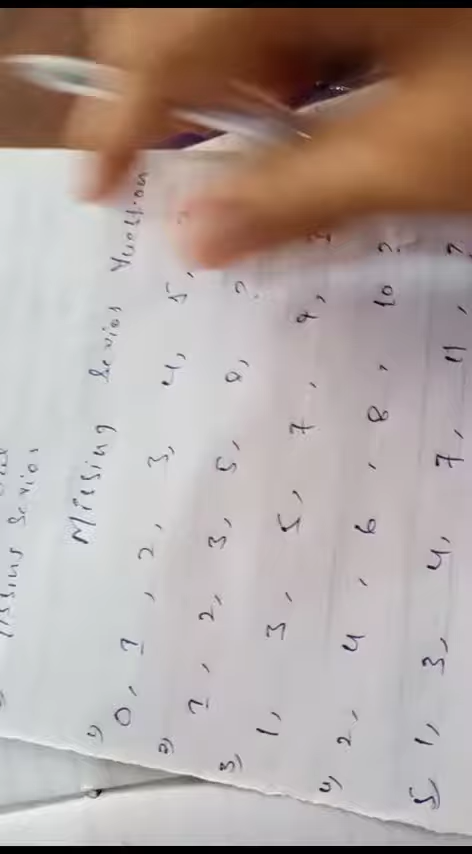 Missing Series Question
1) 0, 1, 2, 3, 4, 5, ?
2) 1, 2, 3, 5, 8, ?
3) 1, 3, 5, 7, 9,
4) 2, 4, 6, 8, 10 ?
5 1, 3, 4, 7, 11, ?